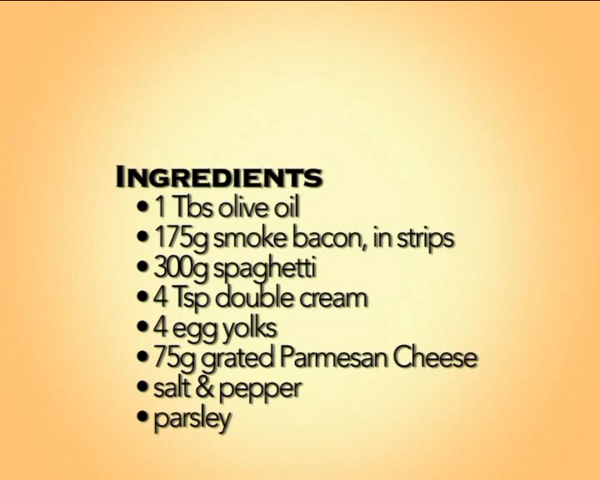 INGREDIENTS
• 1 Tbs olive oil
• 175g smoke bacon, in strips
• 300g spaghetti
• 4 Tsp double cream
• 4 egg yolks
• 75g grated Parmesan Cheese
• salt & pepper
• parsley